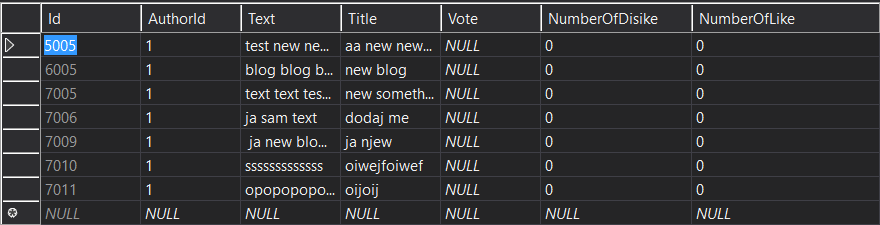 Id AuthorId Text Title Vote NumberOfDisike NumberOfLike
5005 1 test new ne... aa new new... NULL 0 0
6005 1 blog blog b... new blog NULL 0 0
7005 1 text text tes... new someth... NULL 0 0
7006 1 ja sam text dodaj me NULL 0 0
7009 1 ja new blo... ja njew NULL 0 0
7010 1 sssssssssssss oiwejfoiwef NULL 0 0
7011 1 opopopopo... oijoij NULL 0 0
NULL NULL NULL NULL NULL NULL NULL